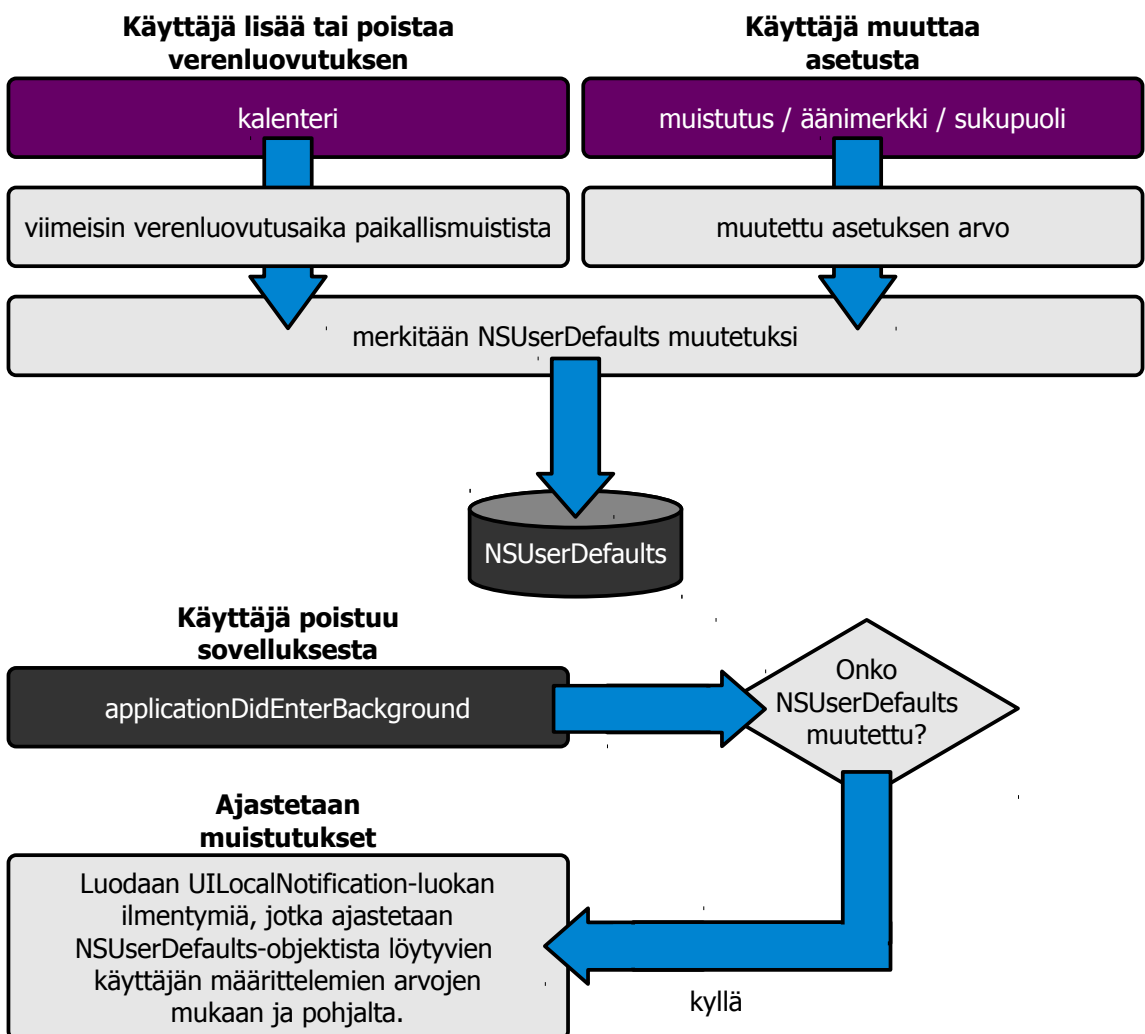 Käyttäjä lisää tai poistaa
verenluovutuksen
kalenteri
viimeisin verenluovutusaika paikallismuistista
Käyttäjä muuttaa
asetusta
muistutus / äänimerkki / sukupuoli
muutettu asetuksen arvo
merkitään NSUserDefaults muutetuksi
NSUserDefaults
Käyttäjä poistuu
sovelluksesta
applicationDidEnterBackground
Onko
NSUserDefaults
muutettu?
kyllä
Ajastetaan
muistutukset
Luodaan UILocalNotification-luokan
ilmentymiä, jotka ajastetaan
NSUserDefaults-objektista löytyvien
käyttäjän määrittelemien arvojen
mukaan ja pohjalta.